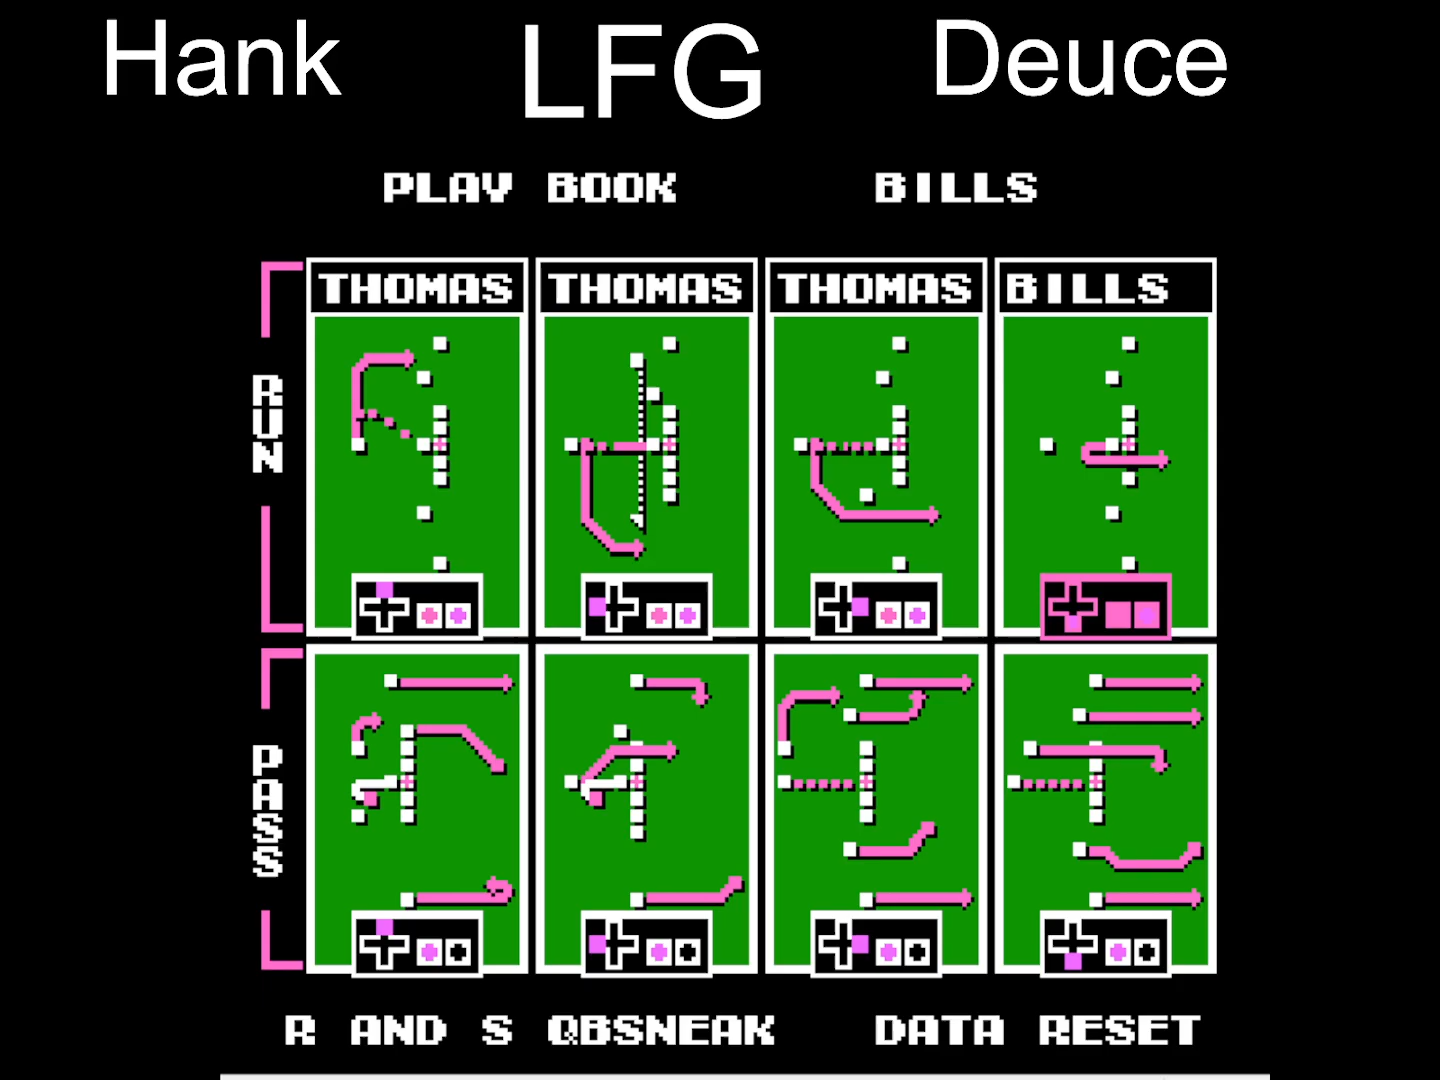 Hank LFG Deuce
PLAY BOOK BILLS
THOMAS THOMAS THOMAS BILLS
RUN
PASS
R AND S QBSNEAK DATA RESET